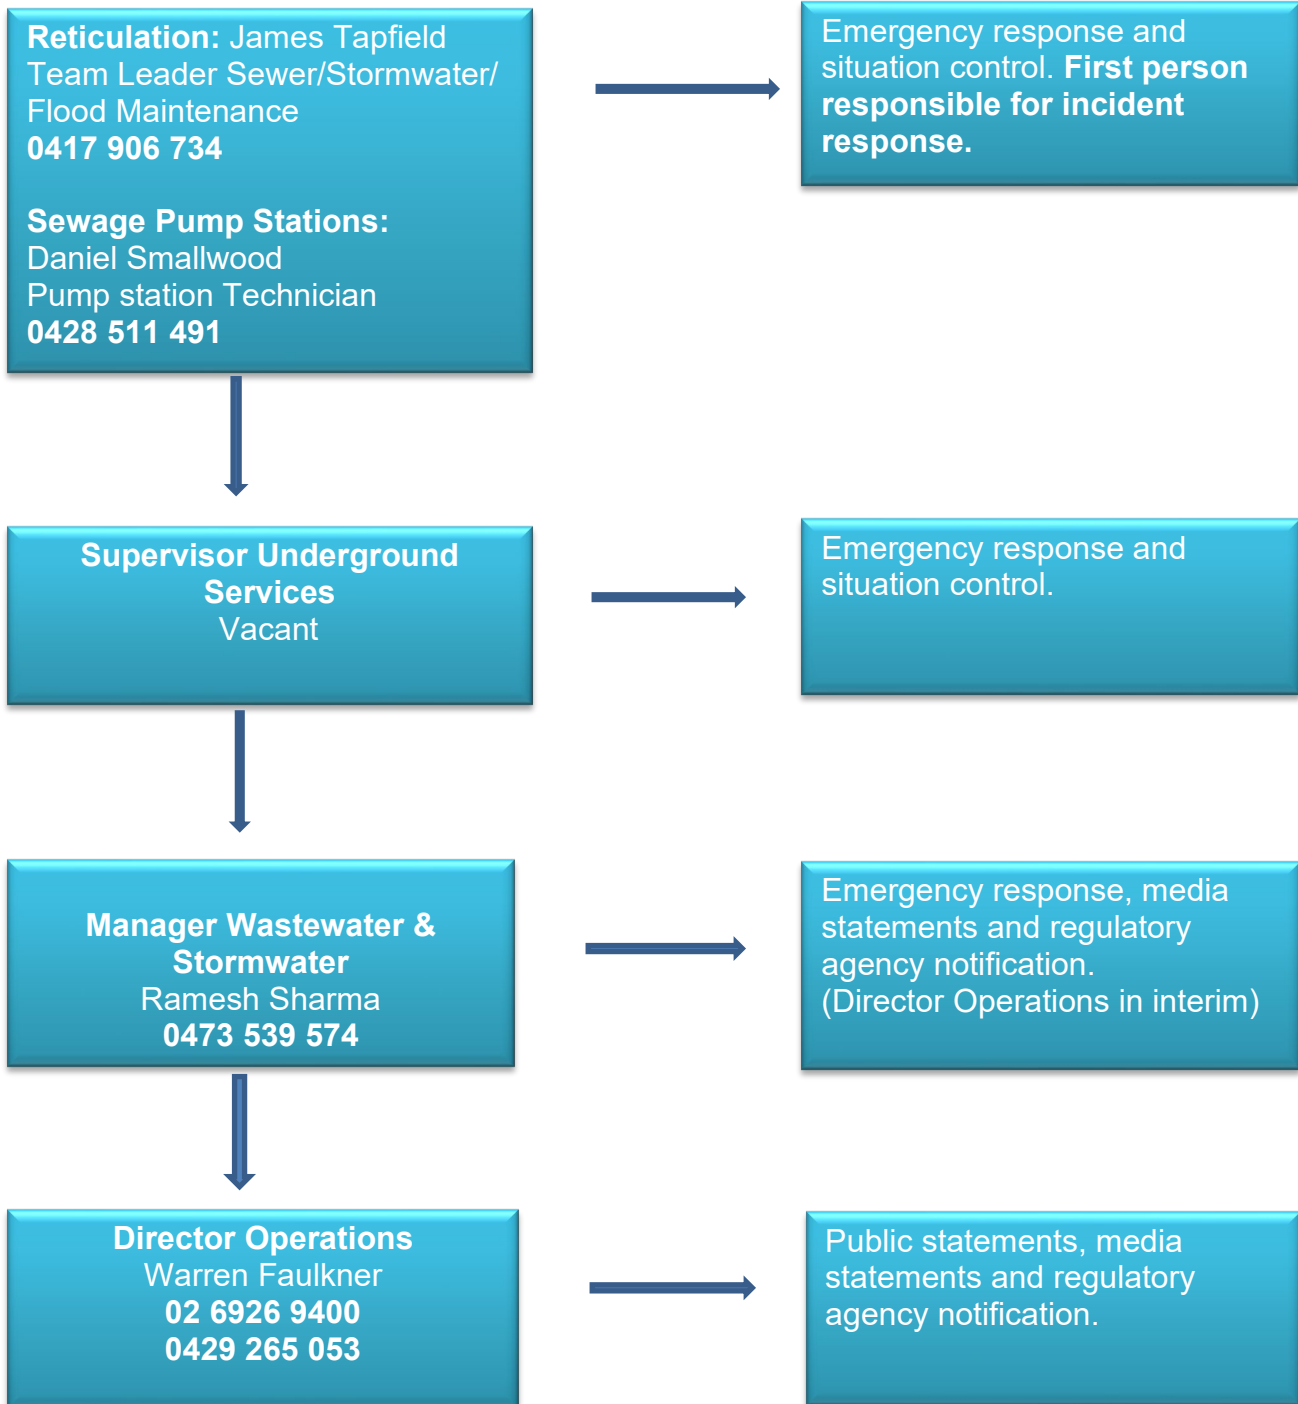 Reticulation: James Tapfield
Team Leader Sewer/Stormwater/
Flood Maintenance
0417 906 734
Sewage Pump Stations:
Daniel Smallwood
Pump station Technician
0428 511 491
Emergency response and
situation control. First person
responsible for incident
response.
Supervisor Underground
Services
Vacant
Emergency response and
situation control.
Manager Wastewater &
Stormwater
Ramesh Sharma
0473 539 574
Emergency response, media
statements and regulatory
agency notification.
(Director Operations in interim)
Director Operations
Warren Faulkner
02 6926 9400
0429 265 053
Public statements, media
statements and regulatory
agency notification.